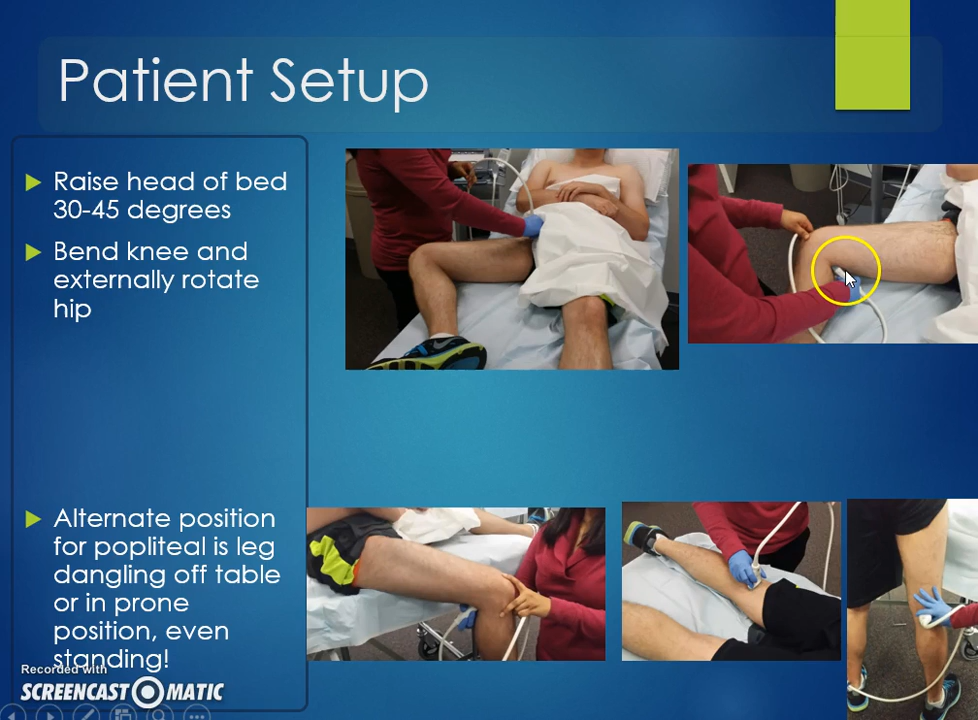 Patient Setup
Raise head of bed
30-45 degrees
Bend knee and
externally rotate
hip
Alternate position
for popliteal is leg
dangling off table
or in prone
position, even
standing!
Recorded with
SCREENCAST O MATIC